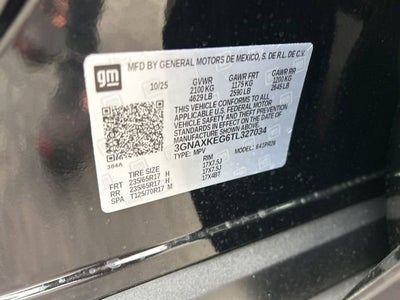 gm
MFD BY GENERAL MOTORS DE MEXICO, S. DE R.L. DE C.V.
10/25 GVWR GAWR FRT GAWR RR
2100 KG 1175 KG 1200 KG
4629 LB 2590 LB 2645 LB
THIS VEHICLE CONFORMS TO ALL
APPLICABLE U.S. FEDERAL MOTOR
VEHICLE SAFETY STANDARDS IN
EFFECT ON THE DATE OF
MANUFACTURE SHOWN ABOVE.
3GNAXKEG6TL327034
TYPE: MPV MODEL:
384A
TIRE SIZE RIM
FRT 235/65R17 H 17X7.5J
RR 235/65R17 H 17X7.5J
SPA T125/70R17 M 17X4BT